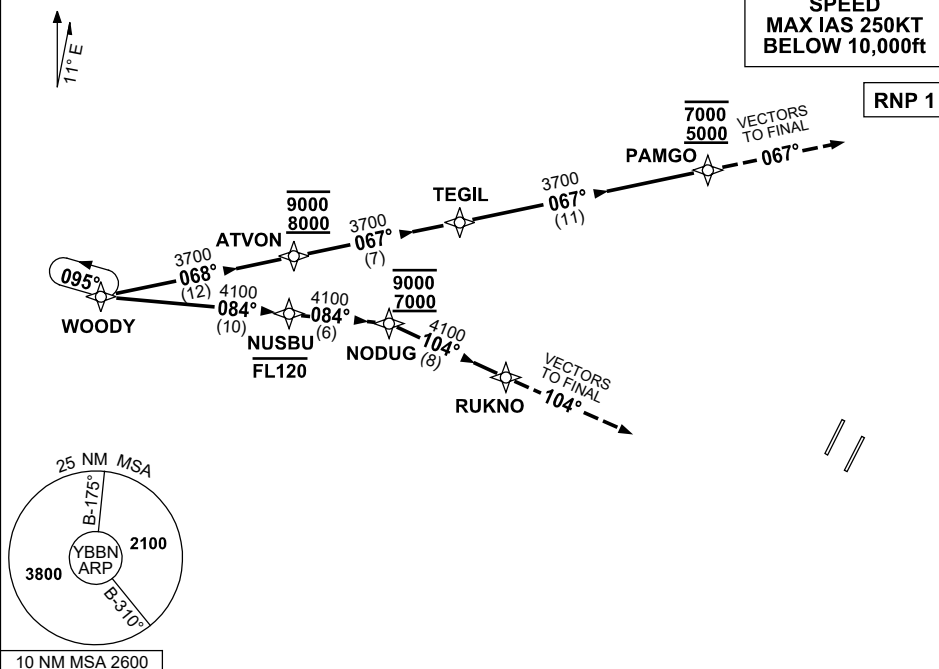 SPEED
MAX IAS 250KT
BELOW 10,000ft
RNP 1
11° E
7000
5000
VECTORS
TO FINAL
067°
PAMGO
3700
067°
(11)
TEGIL
9000
8000
ATVON
3700
067°
(7)
3700
068°
(12)
095°
WOODY
4100
084°
(10)
NUSBU
FL120
4100
084°
(6)
9000
7000
NODUG
4100
104°
(8)
RUKNO
VECTORS
TO FINAL
104°
25 NM MSA
B-175°
YBBN
ARP
2100
3800
B-310°
10 NM MSA 2600